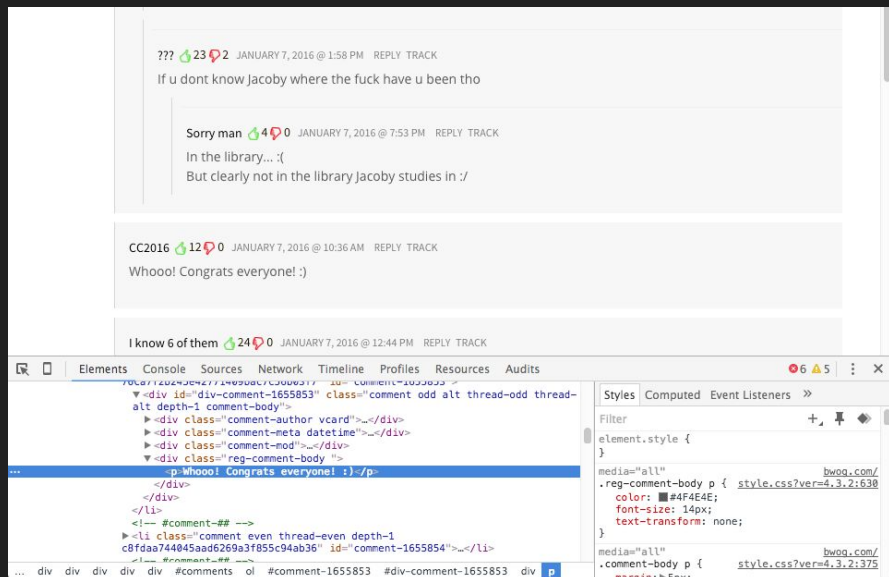 ??? 23 2 JANUARY 7, 2016 @ 1:58 PM REPLY TRACK
If u dont know Jacoby where the fuck have u been tho
Sorry man 4 0 JANUARY 7, 2016 @ 7:53 PM REPLY TRACK
In the library... :(
But clearly not in the library Jacoby studies in :/
CC2016 12 0 JANUARY 7, 2016 @ 10:36 AM REPLY TRACK
Whooo! Congrats everyone! :)
I know 6 of them 24 0 JANUARY 7, 2016 @ 12:44 PM REPLY TRACK
Elements Console Sources Network Timeline Profiles Resources Audits 6 5
▼<div id="div-comment-1655853" class="comment odd alt thread-odd thread-
alt depth-1 comment-body">
▶<div class="comment-author vcard">…</div>
▶<div class="comment-meta datetime">…</div>
▶<div class="comment-mod">…</div>
▼<div class="reg-comment-body ">
<p>Whooo! Congrats everyone! :)</p>
</div>
</div>
</li>
<!-- #comment-## -->
▶<li class="comment even thread-even depth-1
c8fdaa744045aad6269a3f855c94ab36" id="comment-1655854">…</li>
<!-- #comment-## -->
... div div div div div #comments ol #comment-1655853 #div-comment-1655853 div p
Styles Computed Event Listeners »
Filter
element.style {
}
media="all" bwog.com/
.reg-comment-body p { style.css?ver=4.3.2:630
color: #4F4E4E;
font-size: 14px;
text-transform: none;
}
media="all" bwog.com/
.comment-body p { style.css?ver=4.3.2:375